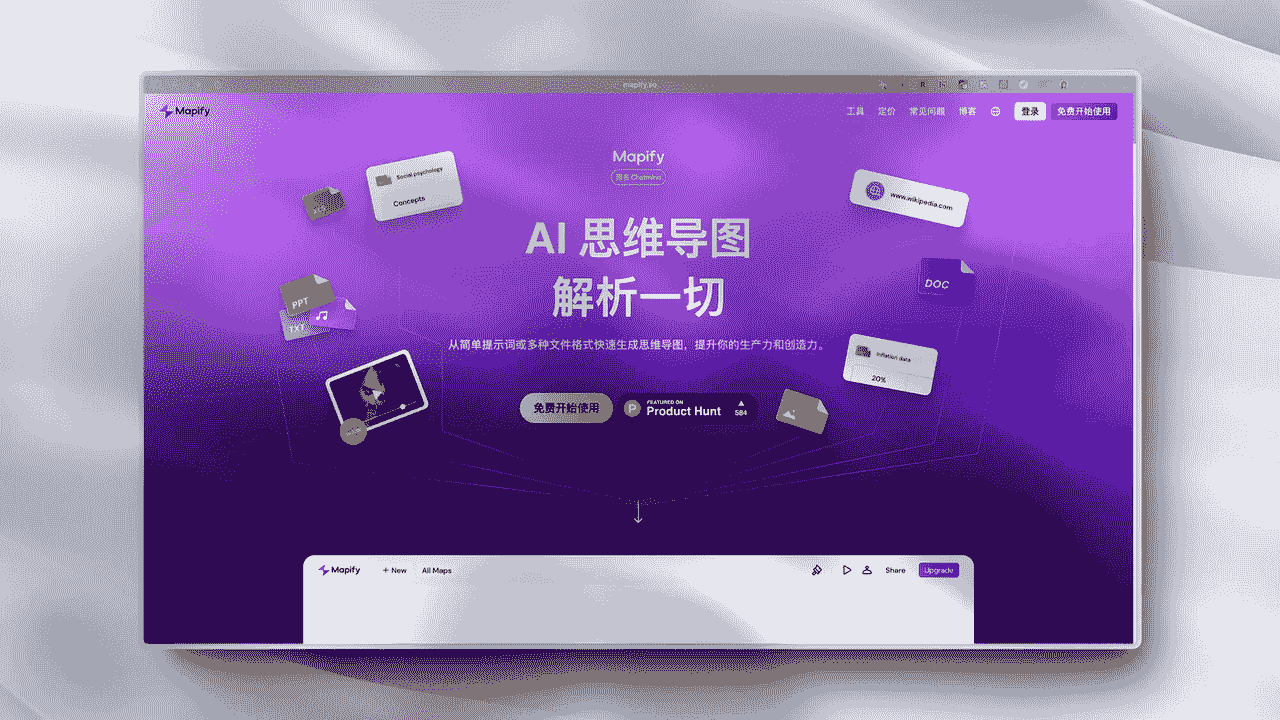 mapify.so
Mapify
工具
定价
常见问题
博客
登录
免费开始使用
Mapify
原名 Chatmind
Social psychology
Concepts
www.wikipedia.com
AI 思维导图
解析一切
DOC
PPT
TXT
从简单提示词或多种文件格式快速生成思维导图，提升你的生产力和创造力。
Inflation data
20%
免费开始使用
P
FEATURED ON
Product Hunt
584
Mapify
+ New
All Maps
Share
Upgrade